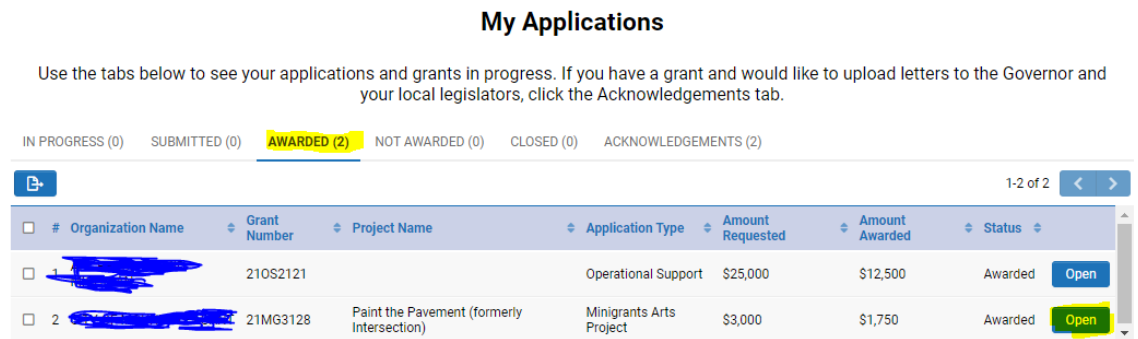 My Applications
Use the tabs below to see your applications and grants in progress. If you have a grant and would like to upload letters to the Governor and
your local legislators, click the Acknowledgements tab.
IN PROGRESS (0) SUBMITTED (0) AWARDED (2) NOT AWARDED (0) CLOSED (0) ACKNOWLEDGEMENTS (2)
1-2 of 2
# Organization Name Grant Number Project Name Application Type Amount Requested Amount Awarded Status
1 21OS2121 Operational Support $25,000 $12,500 Awarded Open
2 21MG3128 Paint the Pavement (formerly Intersection) Minigrants Arts Project $3,000 $1,750 Awarded Open